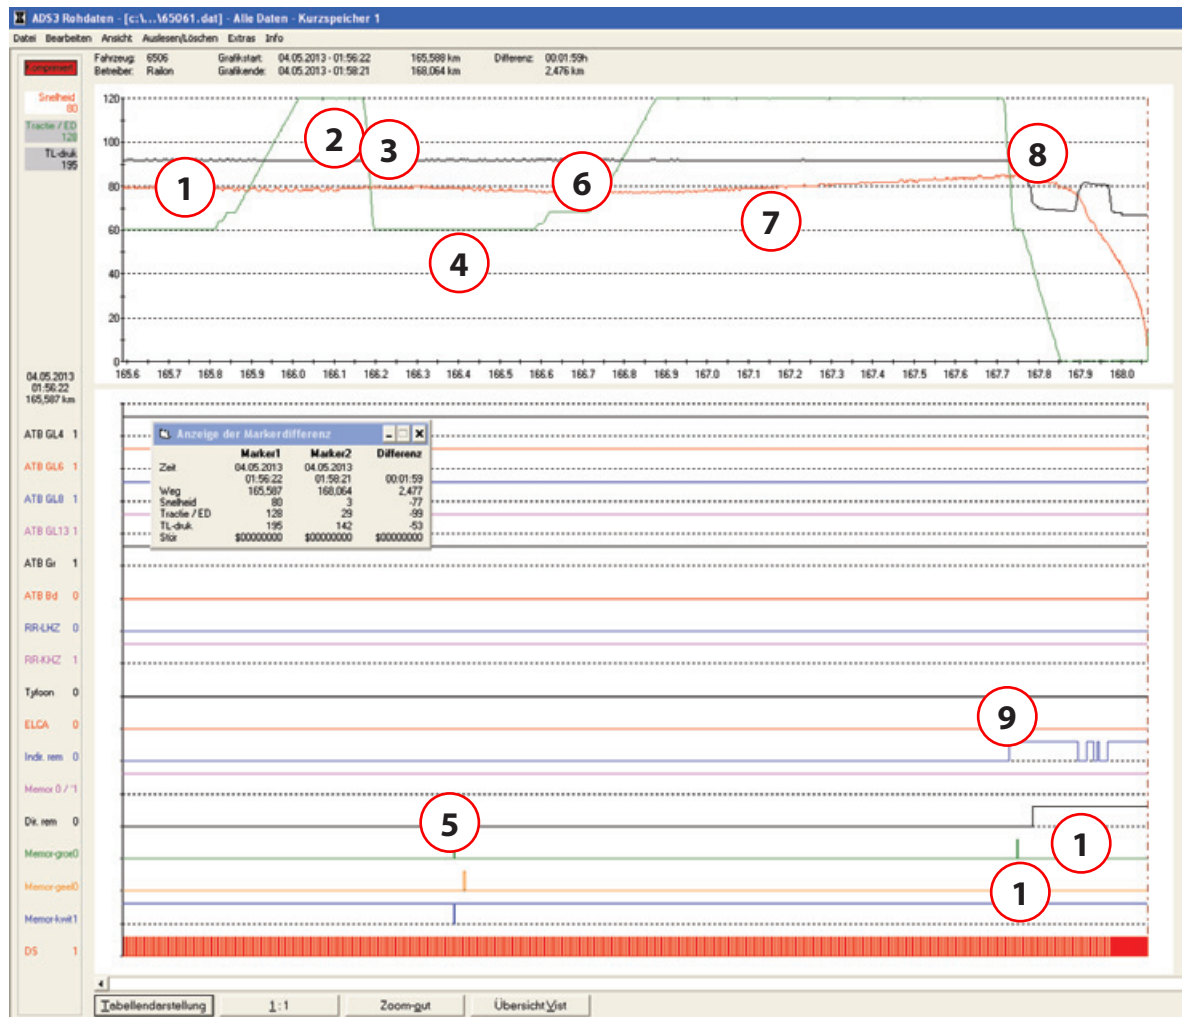 ADS3 Rohdaten - [c:\...\65061.dat] - Alle Daten - Kurzspeicher 1
Datei Bearbeiten Ansicht Auslesen/Löschen Extras Info
Fahrzeug: 6506 Grafikstart: 04.05.2013 - 01:56:22 165,588 km Differenz: 00:01:59h
Betreiber: Railon Grafikende: 04.05.2013 - 01:58:21 168,064 km 2,476 km
Snelheid
80
Tractie / ED
128
TL-druk
195
120
100
80
60
40
20
0
1
2
3
4
6
7
8
165.6 165.7 165.8 165.9 166.0 166.1 166.2 166.3 166.4 166.5 166.6 166.7 166.8 166.9 167.0 167.1 167.2 167.3 167.4 167.5 167.6 167.7 167.8 167.9 168.0
04.05.2013
01:56:22
165,587 km
ATB GL4 1
ATB GL6 1
ATB GL8 1
ATB GL13 1
ATB Gr 1
ATB Bd 0
RR-LHZ 0
RR-KHZ 1
Tyfoon 0
ELCA 0
Indir. rem 0
Memor 0 / 1
Dir. rem 0
Memor-groe0
Memor-geel0
Memor-kwit1
DS 1
Anzeige der Markerdifferenz
Marker1 Marker2 Differenz
Zeit 04.05.2013 04.05.2013
01:56:22 01:58:21 00:01:59
Weg 165,587 168,064 2,477
Snelheid 80 3 -77
Tractie / ED 128 29 -99
TL-druk 195 142 -53
Stör $00000000 $00000000 $00000000
9
5
1
1
Tabellendarstellung 1:1 Zoom-gut Übersicht Vist